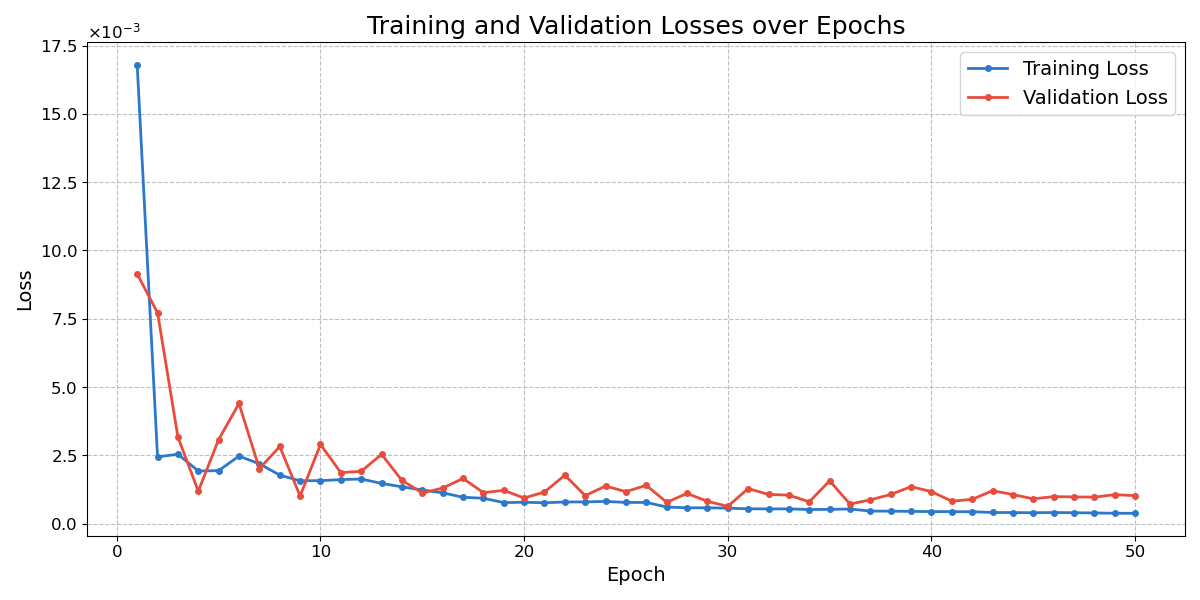 Training and Validation Losses over Epochs
×10⁻³
17.5
15.0
12.5
10.0
7.5
5.0
2.5
0.0
Loss
Training Loss
Validation Loss
0 10 20 30 40 50
Epoch